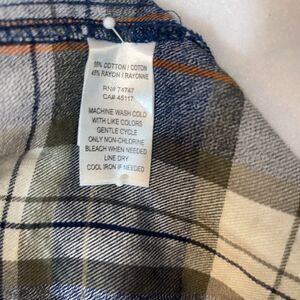 55% COTTON / COTON
45% RAYON / RAYONNE
RN# 74747
CA# 45117
MACHINE WASH COLD
WITH LIKE COLORS
GENTLE CYCLE
ONLY NON-CHLORINE
BLEACH WHEN NEEDED
LINE DRY
COOL IRON IF NEEDED